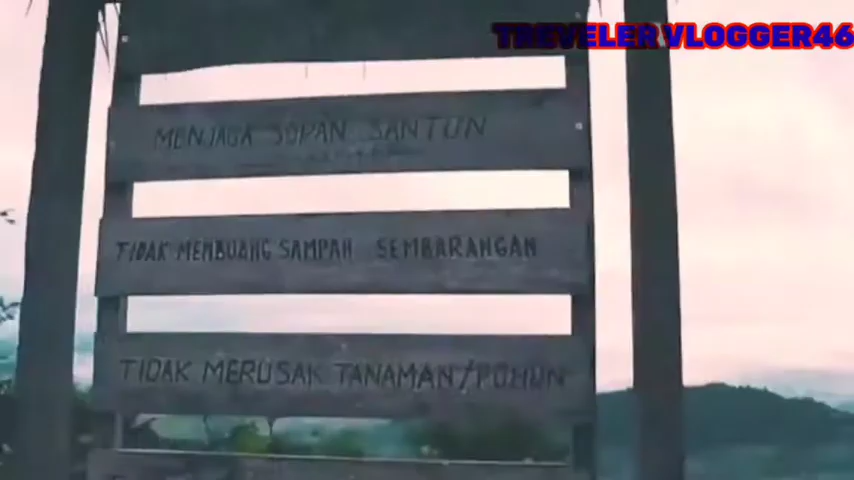 TREVELER VLOGGER46
MENJAGA SOPAN SANTUN
TIDAK MEMBUANG SAMPAH SEMBARANGAN
TIDAK MERUSAK TANAMAN/POHON